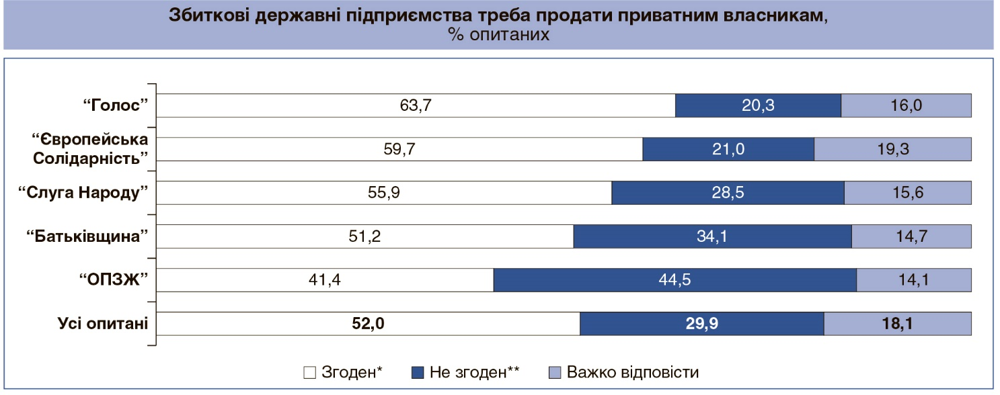 Збиткові державні підприємства треба продати приватним власникам,
% опитаних
“Голос” 63,7 20,3 16,0
“Європейська
Солідарність” 59,7 21,0 19,3
“Слуга Народу” 55,9 28,5 15,6
“Батьківщина” 51,2 34,1 14,7
“ОПЗЖ” 41,4 44,5 14,1
Усі опитані 52,0 29,9 18,1
Згоден* Не згоден** Важко відповісти